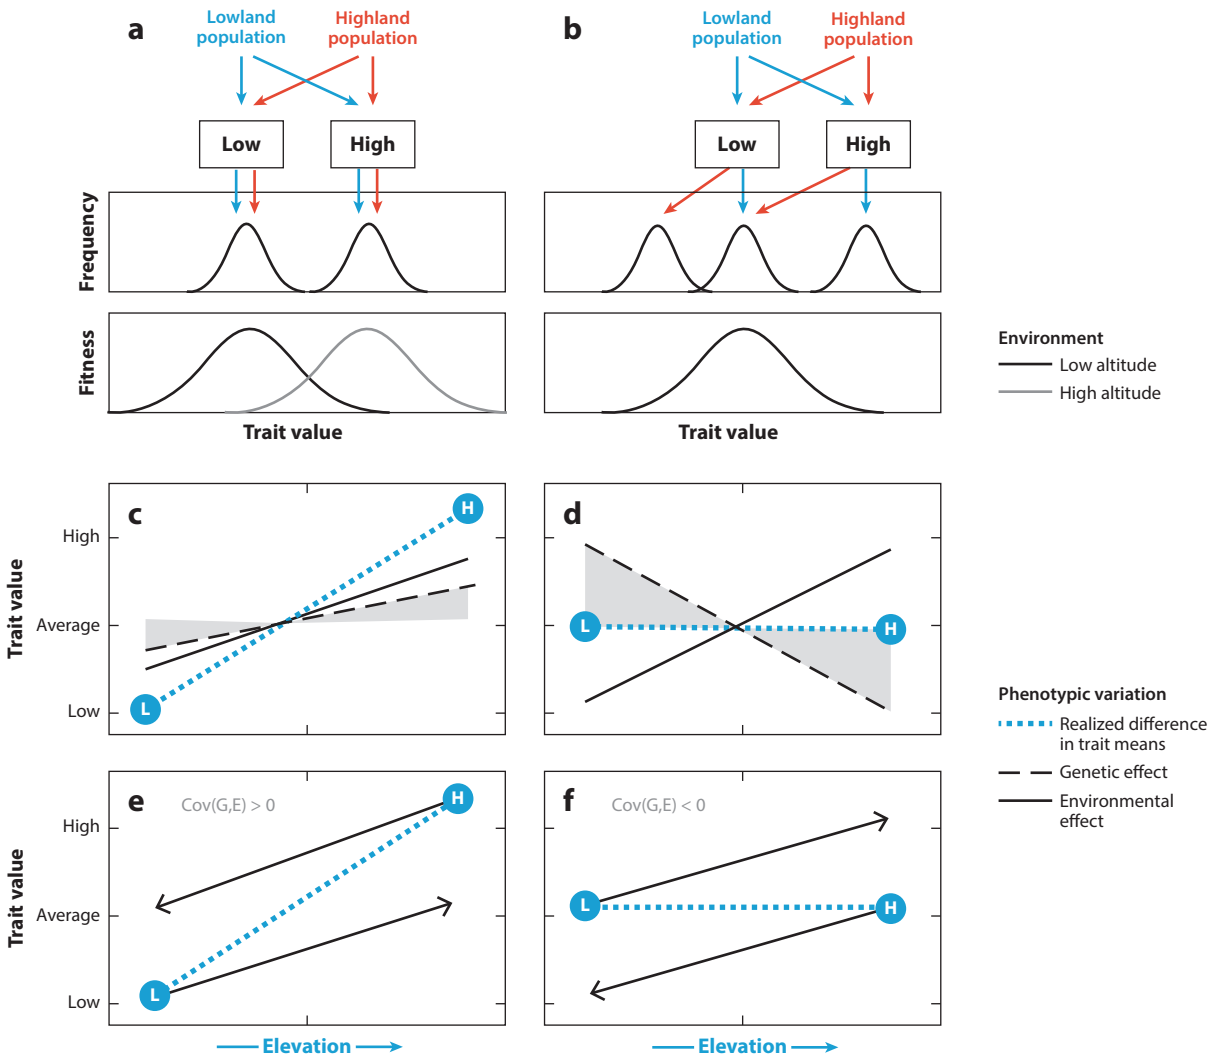 a
Lowland
population
Highland
population
Low
High
Frequency
Fitness
Trait value
b
Lowland
population
Highland
population
Low
High
Trait value
Environment
Low altitude
High altitude
c
H
L
High
Average
Low
Trait value
d
L
H
Phenotypic variation
Realized difference
in trait means
Genetic effect
Environmental
effect
e
Cov(G,E) > 0
H
L
High
Average
Low
Trait value
Elevation
f
Cov(G,E) < 0
L
H
Elevation